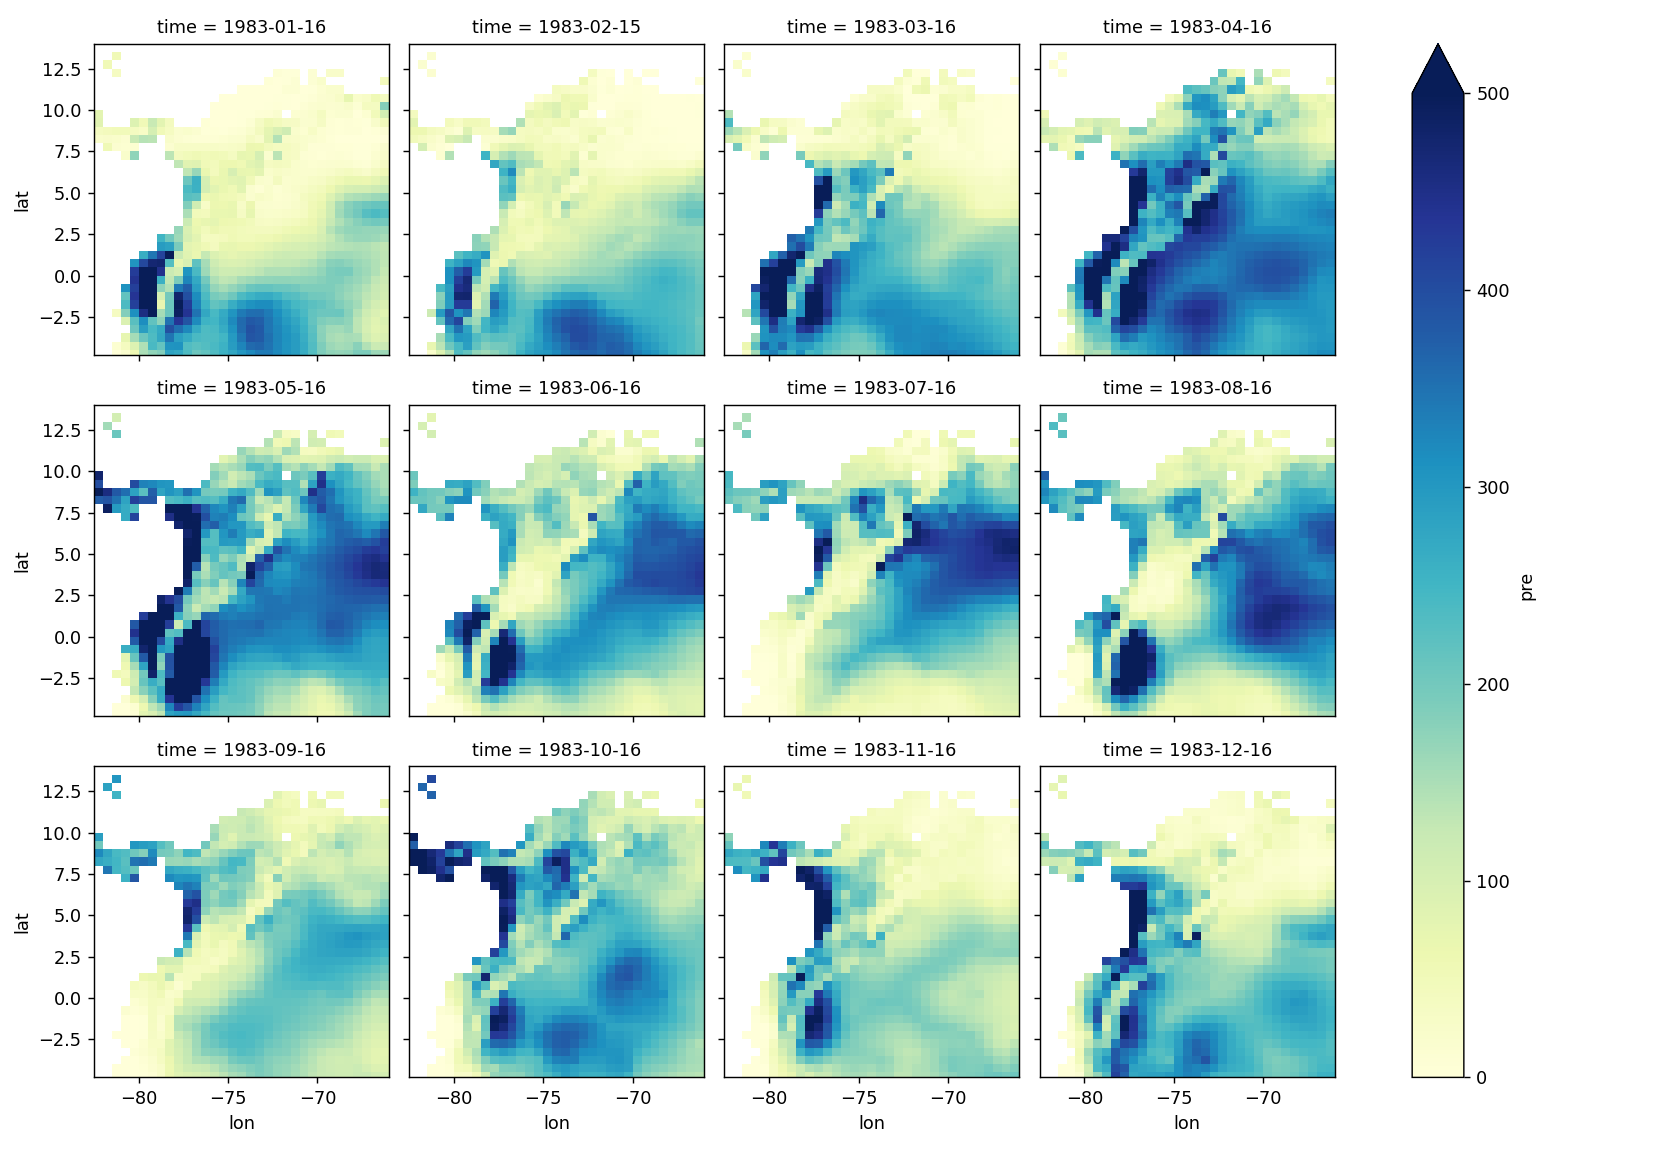 time = 1983-01-16
time = 1983-02-15
time = 1983-03-16
time = 1983-04-16
lat
12.5
10.0
7.5
5.0
2.5
0.0
−2.5
time = 1983-05-16
time = 1983-06-16
time = 1983-07-16
time = 1983-08-16
lat
12.5
10.0
7.5
5.0
2.5
0.0
−2.5
time = 1983-09-16
time = 1983-10-16
time = 1983-11-16
time = 1983-12-16
lat
12.5
10.0
7.5
5.0
2.5
0.0
−2.5
−80 −75 −70
−80 −75 −70
−80 −75 −70
−80 −75 −70
lon
lon
lon
lon
500
400
300
200
100
0
pre